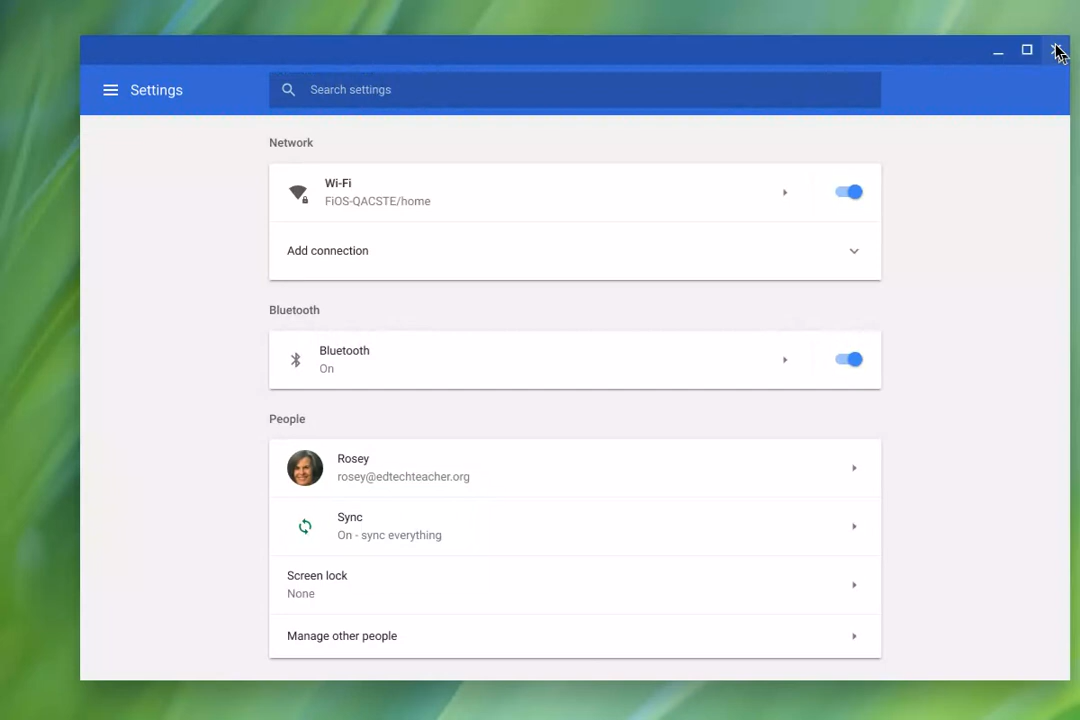 Settings
Search settings
Network
Wi-Fi
FiOS-QACSTE/home
Add connection
Bluetooth
Bluetooth
On
People
Rosey
rosey@edtechteacher.org
Sync
On - sync everything
Screen lock
None
Manage other people